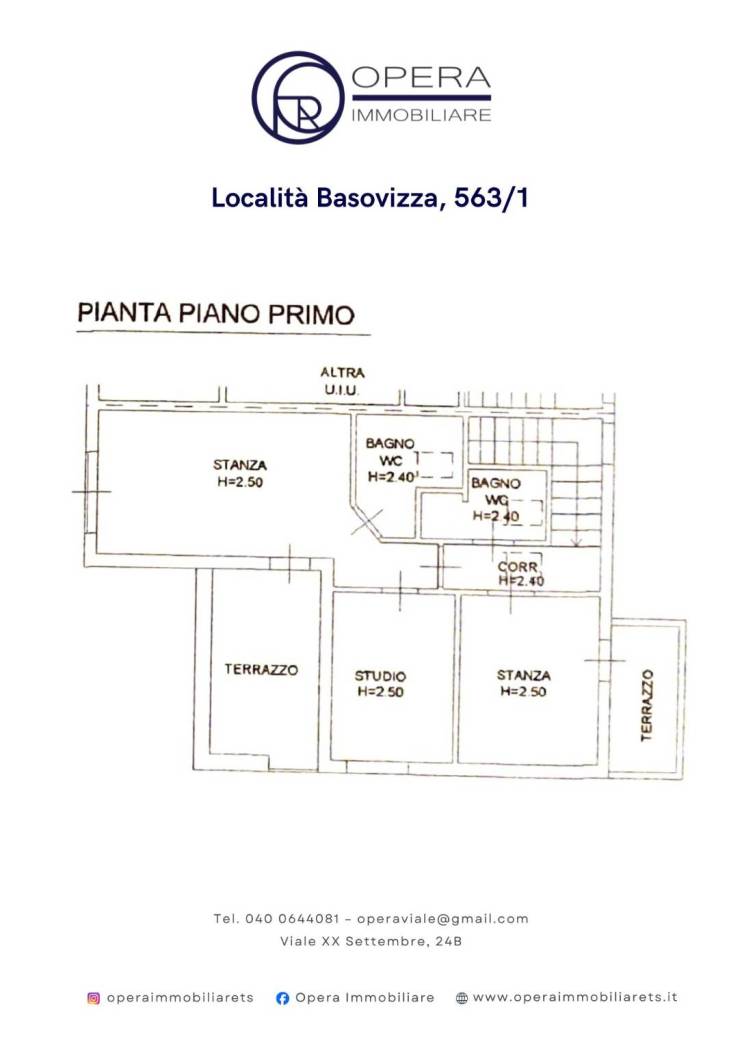 OPERA
IMMOBILIARE
Località Basovizza, 563/1
PIANTA PIANO PRIMO
ALTRA
U.I.U.
STANZA
H=2.50
BAGNO
WC
H=2.40
BAGNO
WC
H=2.40
CORR.
H=2.40
TERRAZZO
STUDIO
H=2.50
STANZA
H=2.50
TERRAZZO
Tel. 040 0644081 – operaviale@gmail.com
Viale XX Settembre, 24B
operaimmobiliarets
Opera Immobiliare
www.operaimmobiliarets.it